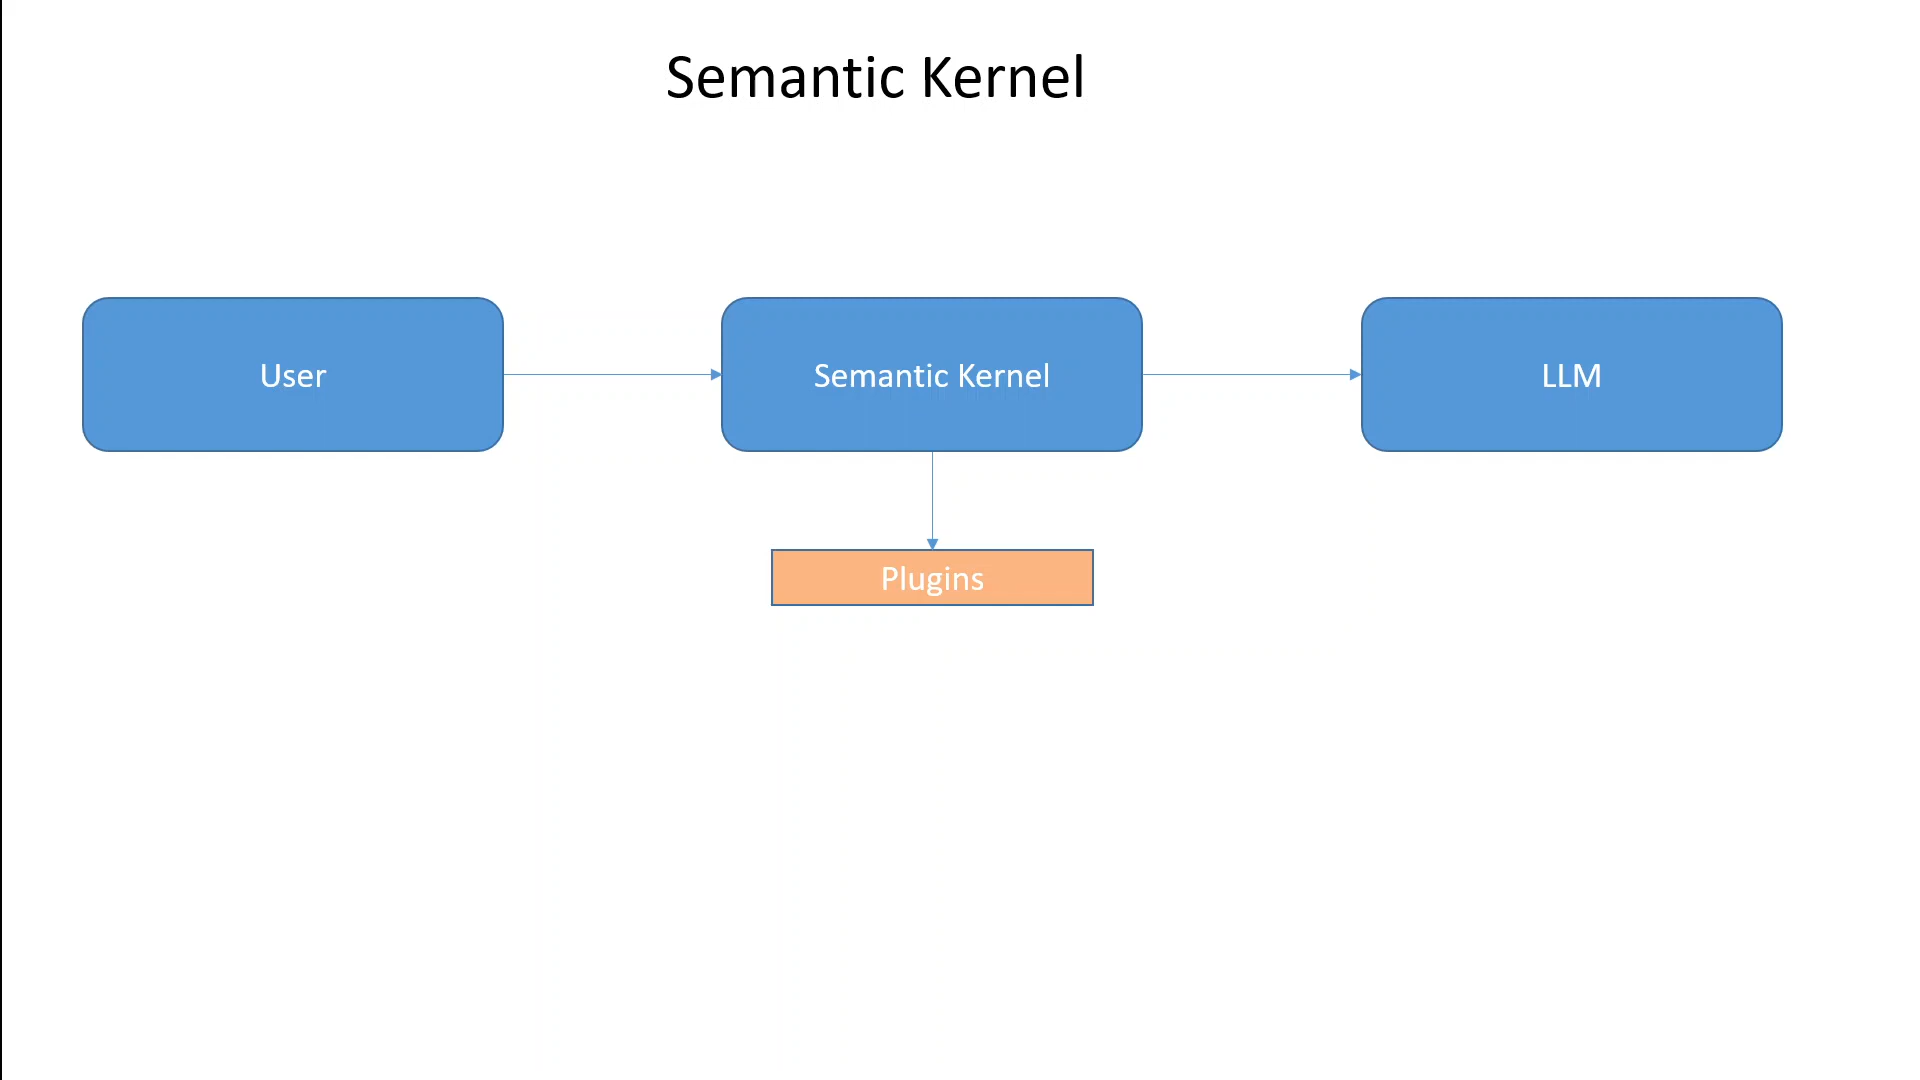 Semantic Kernel
User
Semantic Kernel
LLM
Plugins